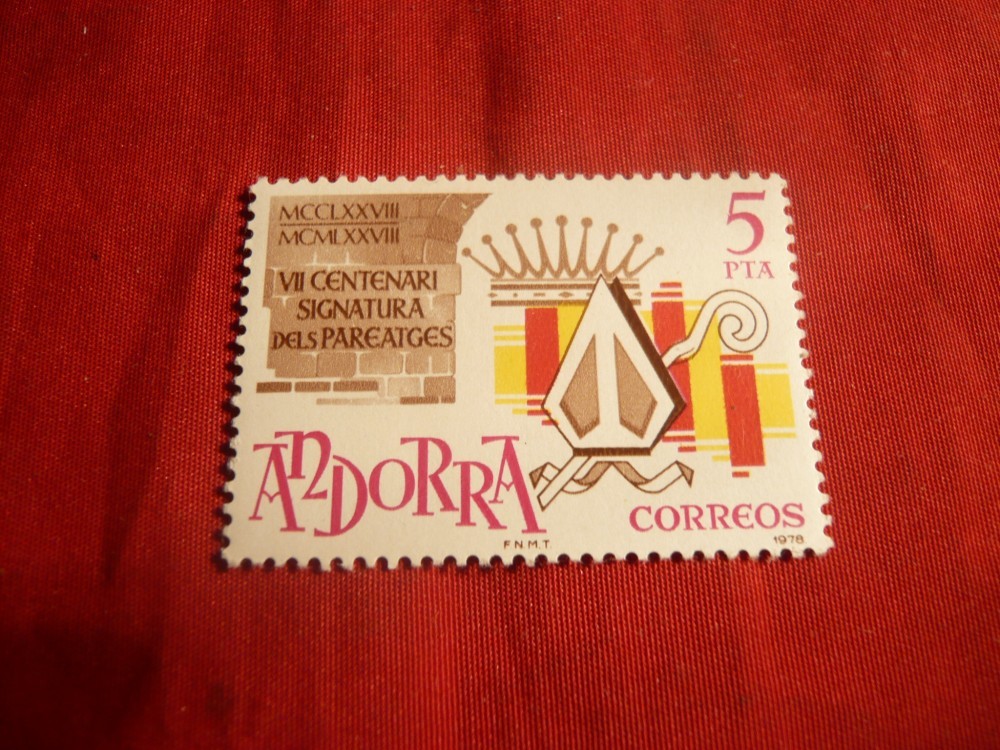 MCCLXXVIII
MCMLXXVIII
VII CENTENARI
SIGNATURA
DELS PAREATGES
5
PTA
ANDORRA
CORREOS
F.N.M.T.
1978